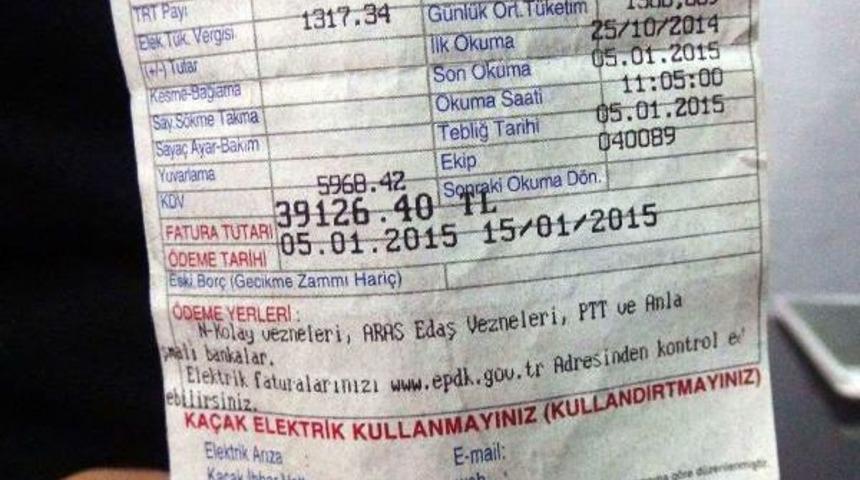 TRT Payı
1317.34 Günlük Ort.Tüketim
Elek.Tük. Vergisi İlk Okuma 25/10/2014
(+/-) Tutar Son Okuma 05.01.2015
Kesme-Bağlama Okuma Saati 11:05:00
Say.Sökme Takma Tebliğ Tarihi 05.01.2015
Sayaç Ayar-Bakım Ekip 040089
Yuvarlama Sonraki Okuma Dön.
KDV 5968.42
FATURA TUTARI 39126.40 TL
ÖDEME TARİHİ 05.01.2015 15/01/2015
Eski Borç (Gecikme Zammı Hariç)
ÖDEME YERLERİ :
N-Kolay vezneleri, ARAS Edaş Vezneleri, PTT ve Anla
şmalı bankalar.
Elektrik faturalarınızı www.epdk.gov.tr Adresinden kontrol ed
ebilirsiniz.
KAÇAK ELEKTRİK KULLANMAYINIZ (KULLANDIRTMAYINIZ)
Elektrik Arıza : E-mail:
Kaçak
göre düzenlenmiştir.